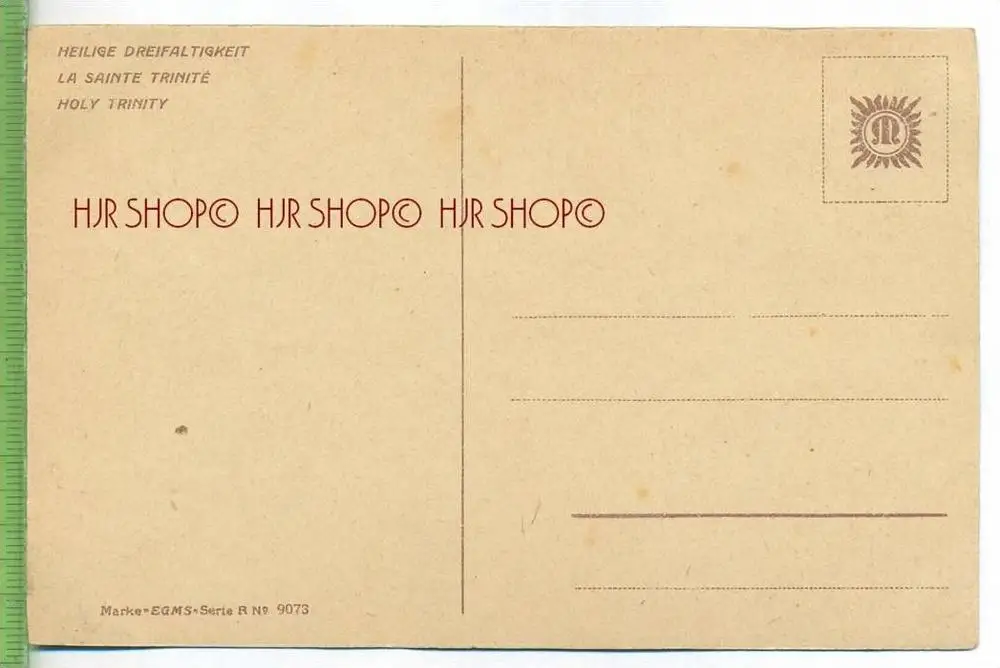 HEILIGE DREIFALTIGKEIT
LA SAINTE TRINITÉ
HOLY TRINITY
M
HJR SHOP© HJR SHOP© HJR SHOP©
Marke=EGMS=Serie R Nº 9073